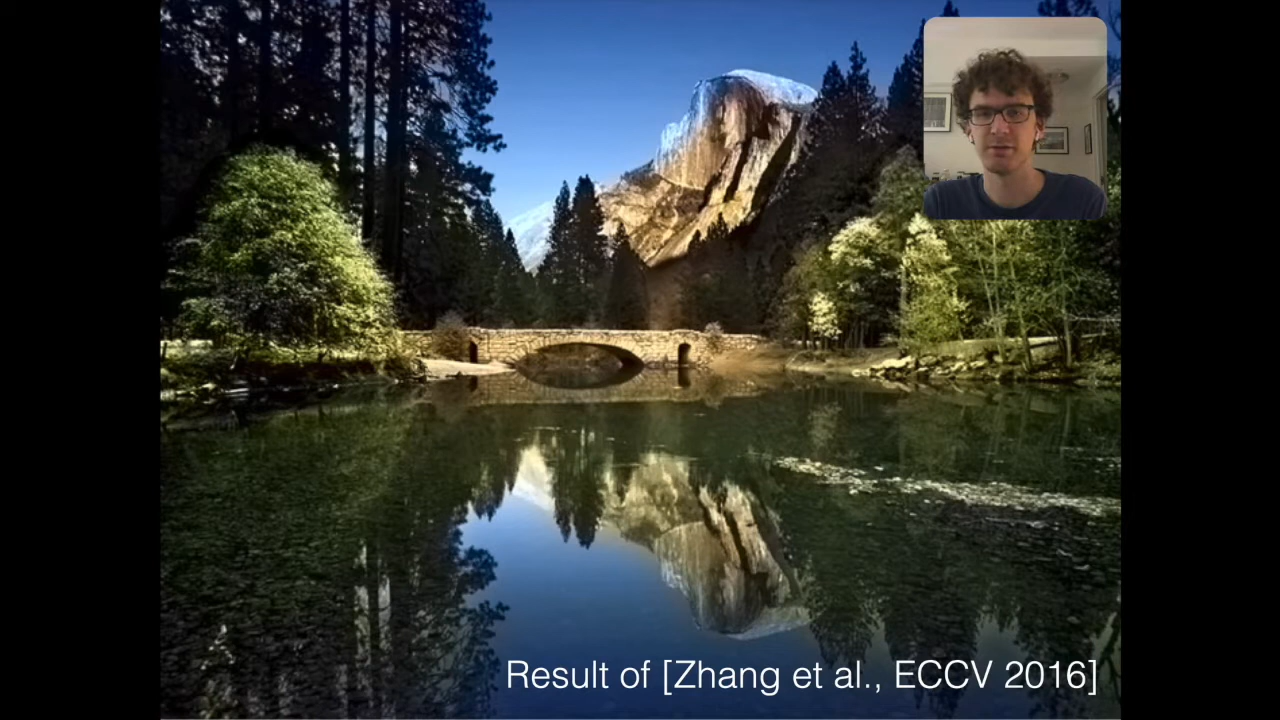 Result of [Zhang et al., ECCV 2016]